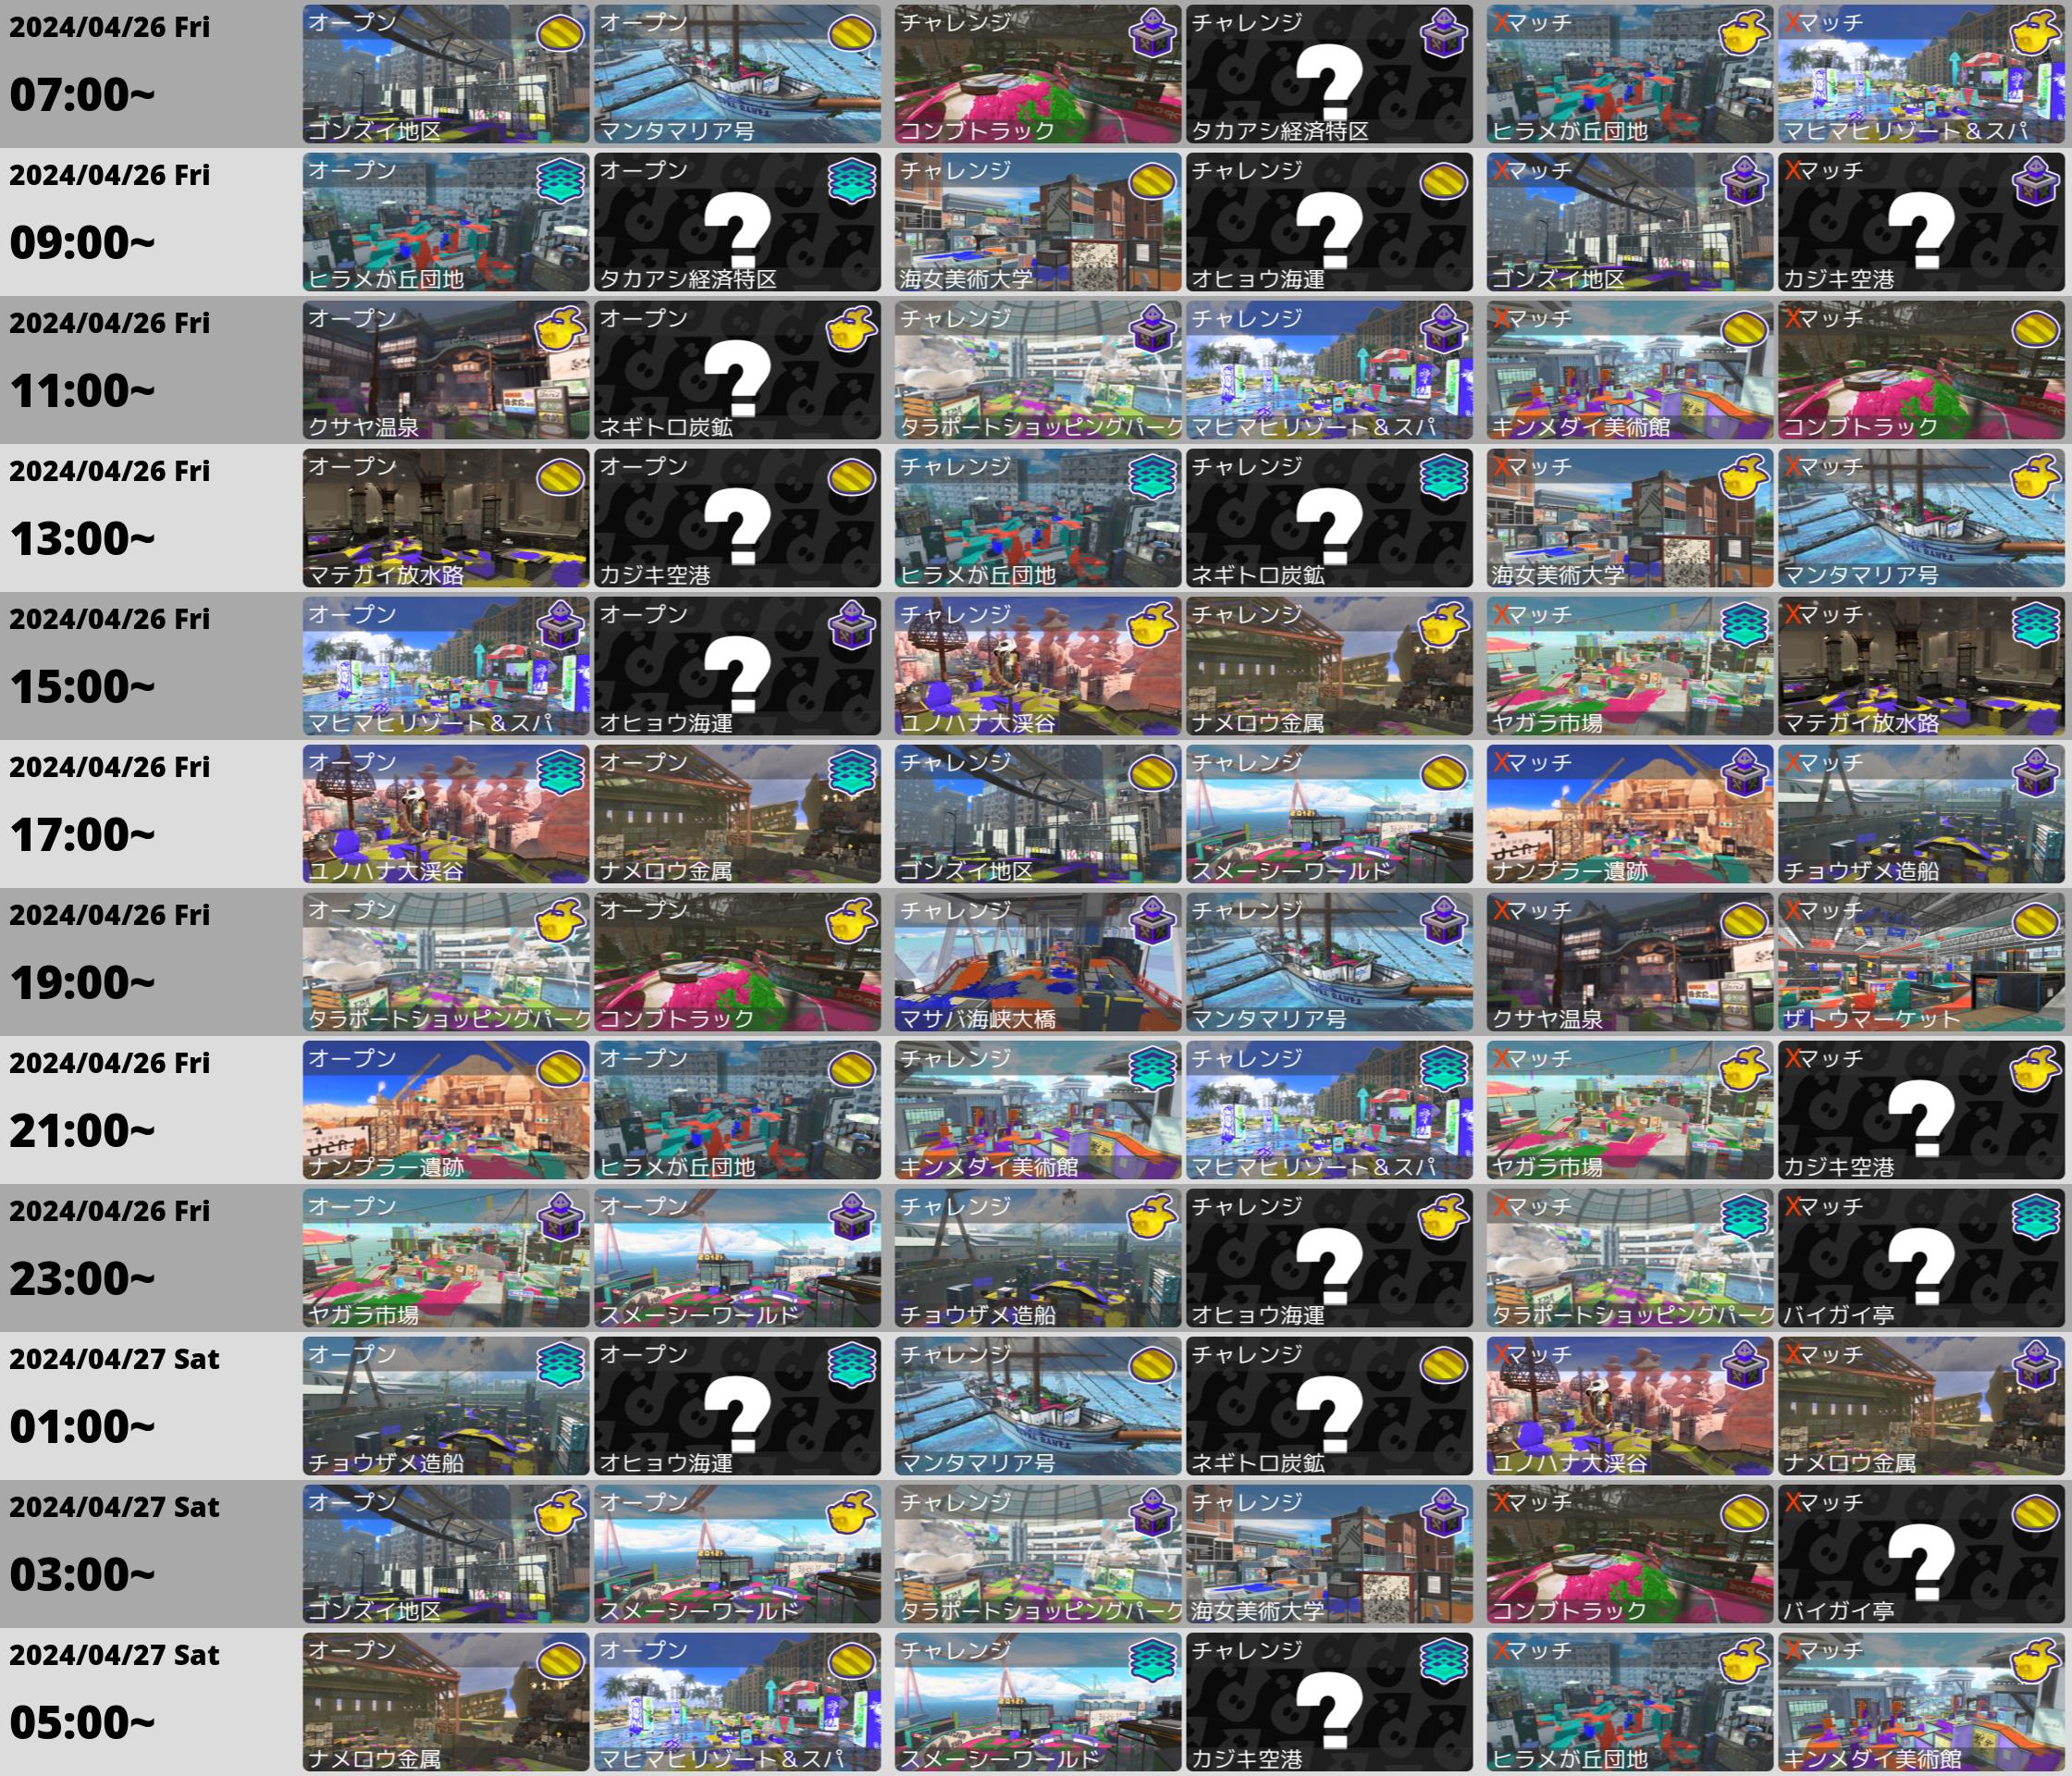 2024/04/26 Fri
07:00~
オープン
ゴンズイ地区
オープン
マンタマリア号
チャレンジ
コンブトラック
チャレンジ
タカアシ経済特区
Xマッチ
ヒラメが丘団地
Xマッチ
マヒマヒリゾート＆スパ
2024/04/26 Fri
09:00~
オープン
ヒラメが丘団地
オープン
タカアシ経済特区
チャレンジ
海女美術大学
チャレンジ
オヒョウ海運
Xマッチ
ゴンズイ地区
Xマッチ
カジキ空港
2024/04/26 Fri
11:00~
オープン
クサヤ温泉
オープン
ネギトロ炭鉱
チャレンジ
タラポートショッピングパーク
チャレンジ
マヒマヒリゾート＆スパ
Xマッチ
キンメダイ美術館
Xマッチ
コンブトラック
2024/04/26 Fri
13:00~
オープン
マテガイ放水路
オープン
カジキ空港
チャレンジ
ヒラメが丘団地
チャレンジ
ネギトロ炭鉱
Xマッチ
海女美術大学
Xマッチ
マンタマリア号
2024/04/26 Fri
15:00~
オープン
マヒマヒリゾート＆スパ
オープン
オヒョウ海運
チャレンジ
ユノハナ大渓谷
チャレンジ
ナメロウ金属
Xマッチ
ヤガラ市場
Xマッチ
マテガイ放水路
2024/04/26 Fri
17:00~
オープン
ユノハナ大渓谷
オープン
ナメロウ金属
チャレンジ
ゴンズイ地区
チャレンジ
スメーシーワールド
Xマッチ
ナンプラー遺跡
Xマッチ
チョウザメ造船
2024/04/26 Fri
19:00~
オープン
タラポートショッピングパーク
オープン
コンブトラック
チャレンジ
マサバ海峡大橋
チャレンジ
マンタマリア号
Xマッチ
クサヤ温泉
Xマッチ
ザトウマーケット
2024/04/26 Fri
21:00~
オープン
ナンプラー遺跡
オープン
ヒラメが丘団地
チャレンジ
キンメダイ美術館
チャレンジ
マヒマヒリゾート＆スパ
Xマッチ
ヤガラ市場
Xマッチ
カジキ空港
2024/04/26 Fri
23:00~
オープン
ヤガラ市場
オープン
スメーシーワールド
チャレンジ
チョウザメ造船
チャレンジ
オヒョウ海運
Xマッチ
タラポートショッピングパーク
Xマッチ
バイガイ亭
2024/04/27 Sat
01:00~
オープン
チョウザメ造船
オープン
オヒョウ海運
チャレンジ
マンタマリア号
チャレンジ
ネギトロ炭鉱
Xマッチ
ユノハナ大渓谷
Xマッチ
ナメロウ金属
2024/04/27 Sat
03:00~
オープン
ゴンズイ地区
オープン
スメーシーワールド
チャレンジ
タラポートショッピングパーク
チャレンジ
海女美術大学
Xマッチ
コンブトラック
Xマッチ
バイガイ亭
2024/04/27 Sat
05:00~
オープン
ナメロウ金属
オープン
マヒマヒリゾート＆スパ
チャレンジ
スメーシーワールド
チャレンジ
カジキ空港
Xマッチ
ヒラメが丘団地
Xマッチ
キンメダイ美術館